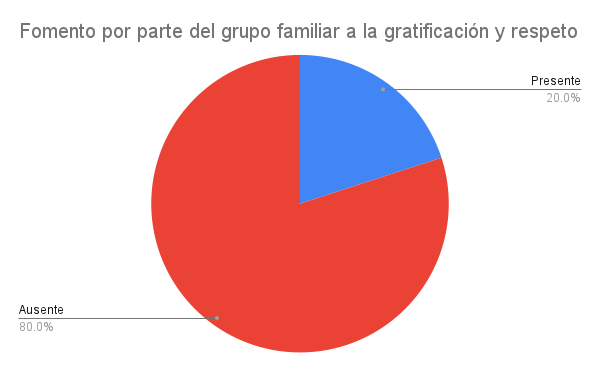 Fomento por parte del grupo familiar a la gratificación y respeto
Presente
20.0%
Ausente
80.0%